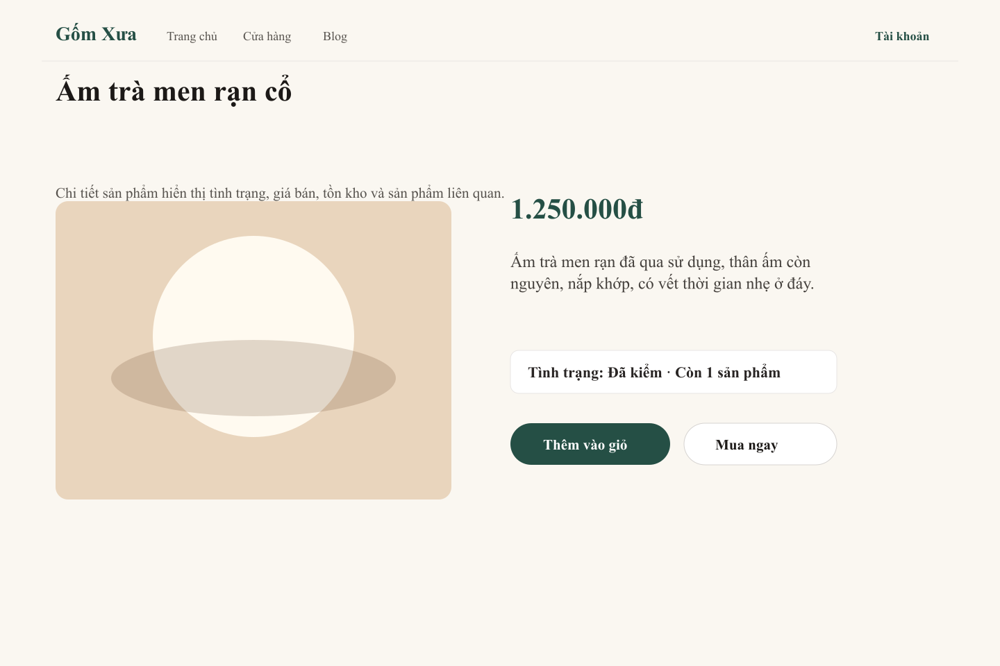 Gốm Xưa Trang chủ Cửa hàng Blog Tài khoản
Ấm trà men rạn cổ
Chi tiết sản phẩm hiển thị tình trạng, giá bán, tồn kho và sản phẩm liên quan.
1.250.000đ
Ấm trà men rạn đã qua sử dụng, thân ấm còn
nguyên, nắp khớp, có vết thời gian nhẹ ở đáy.
Tình trạng: Đã kiểm · Còn 1 sản phẩm
Thêm vào giỏ Mua ngay